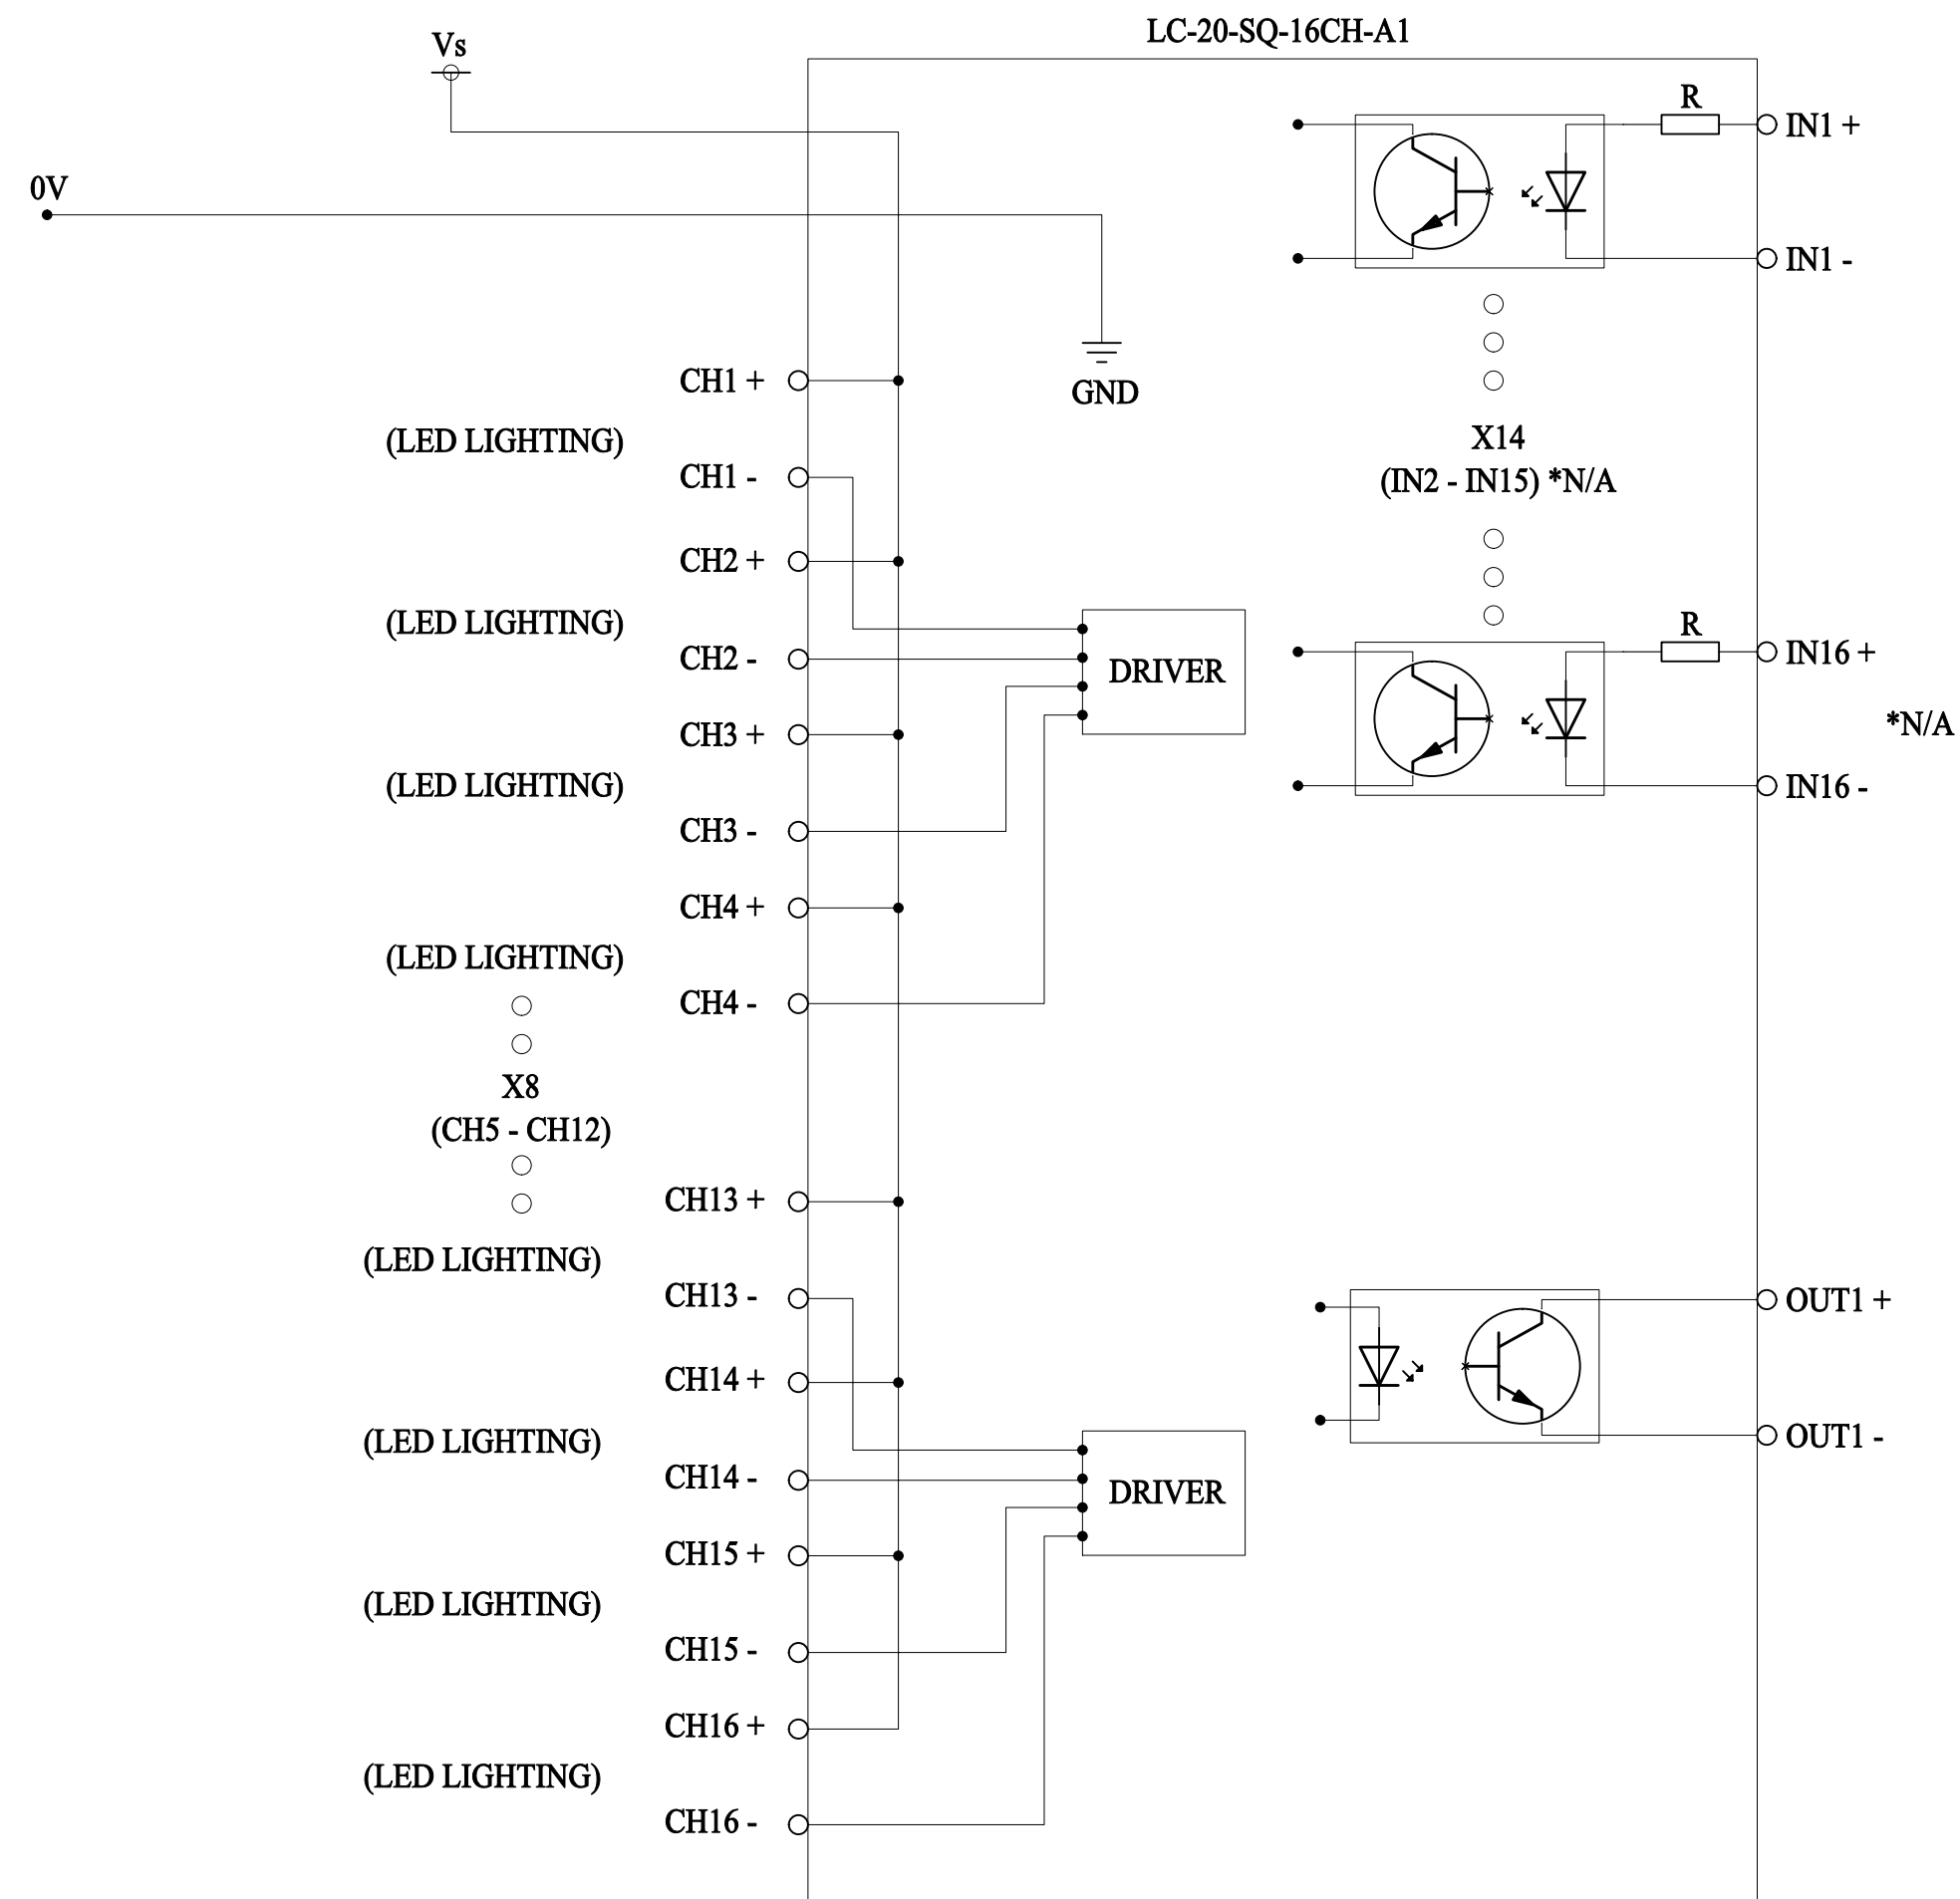 LC-20-SQ-16CH-A1
Vs
0V
GND
CH1 +
(LED LIGHTING)
CH1 -
CH2 +
(LED LIGHTING)
CH2 -
CH3 +
(LED LIGHTING)
CH3 -
CH4 +
(LED LIGHTING)
CH4 -
X8
(CH5 - CH12)
CH13 +
(LED LIGHTING)
CH13 -
CH14 +
(LED LIGHTING)
CH14 -
CH15 +
(LED LIGHTING)
CH15 -
CH16 +
(LED LIGHTING)
CH16 -
DRIVER
DRIVER
R
IN1 +
IN1 -
X14
(IN2 - IN15) *N/A
R
IN16 +
*N/A
IN16 -
OUT1 +
OUT1 -